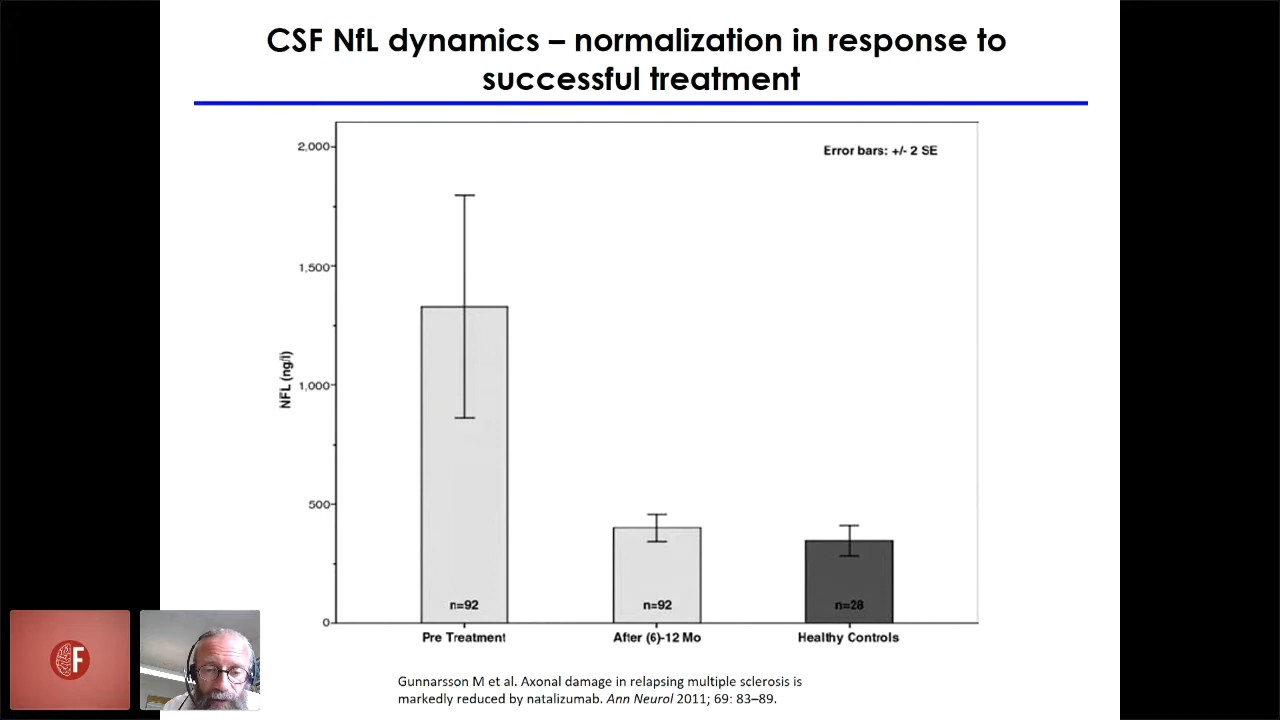 CSF NfL dynamics – normalization in response to
successful treatment
Error bars: +/- 2 SE
2,000
1,500
1,000
500
0
NFL (ng/l)
n=92
n=92
n=28
Pre Treatment
After (6)-12 Mo
Healthy Controls
F
Gunnarsson M et al. Axonal damage in relapsing multiple sclerosis is
markedly reduced by natalizumab. Ann Neurol 2011; 69: 83–89.